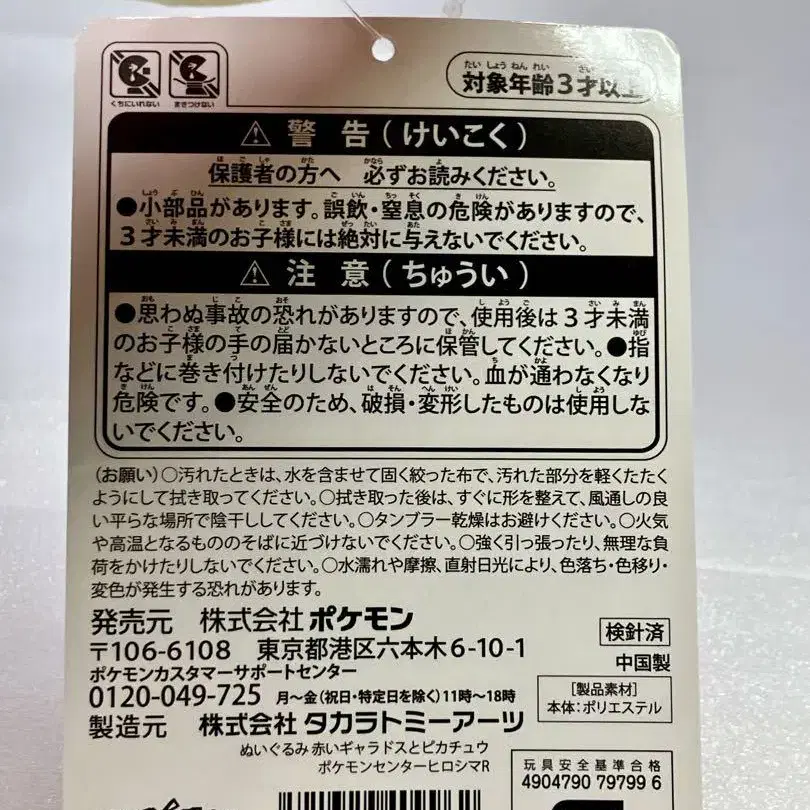 くちにいれない
まきつけない
対象年齢3才以上
⚠ 警告(けいこく)
保護者の方へ 必ずお読みください。
●小部品があります。誤飲・窒息の危険がありますので、
3才未満のお子様には絶対に与えないでください。
⚠ 注意(ちゅうい)
●思わぬ事故の恐れがありますので、使用後は3才未満
のお子様の手の届かないところに保管してください。●指
などに巻き付けたりしないでください。血が通わなくなり
危険です。●安全のため、破損・変形したものは使用しな
いでください。
(お願い)○汚れたときは、水を含ませて固く絞った布で、汚れた部分を軽くたたく
ようにして拭き取ってください。○拭き取った後は、すぐに形を整えて、風通しの良
い平らな場所で陰干ししてください。○タンブラー乾燥はお避けください。○火気
や高温となるもののそばに近づけないでください。○強く引っ張ったり、無理な負
荷をかけたりしないでください。○水濡れや摩擦、直射日光により、色落ち・色移り・
変色が発生する恐れがあります。
発売元 株式会社ポケモン
〒106-6108 東京都港区六本木6-10-1
ポケモンカスタマーサポートセンター
0120-049-725 月〜金(祝日・特定日を除く)11時〜18時
製造元 株式会社タカラトミーアーツ
ぬいぐるみ 赤いギャラドスとピカチュウ
ポケモンセンターヒロシマR
検針済
中国製
[製品素材]
本体:ポリエステル
玩具安全基準合格
4904790 79799 6